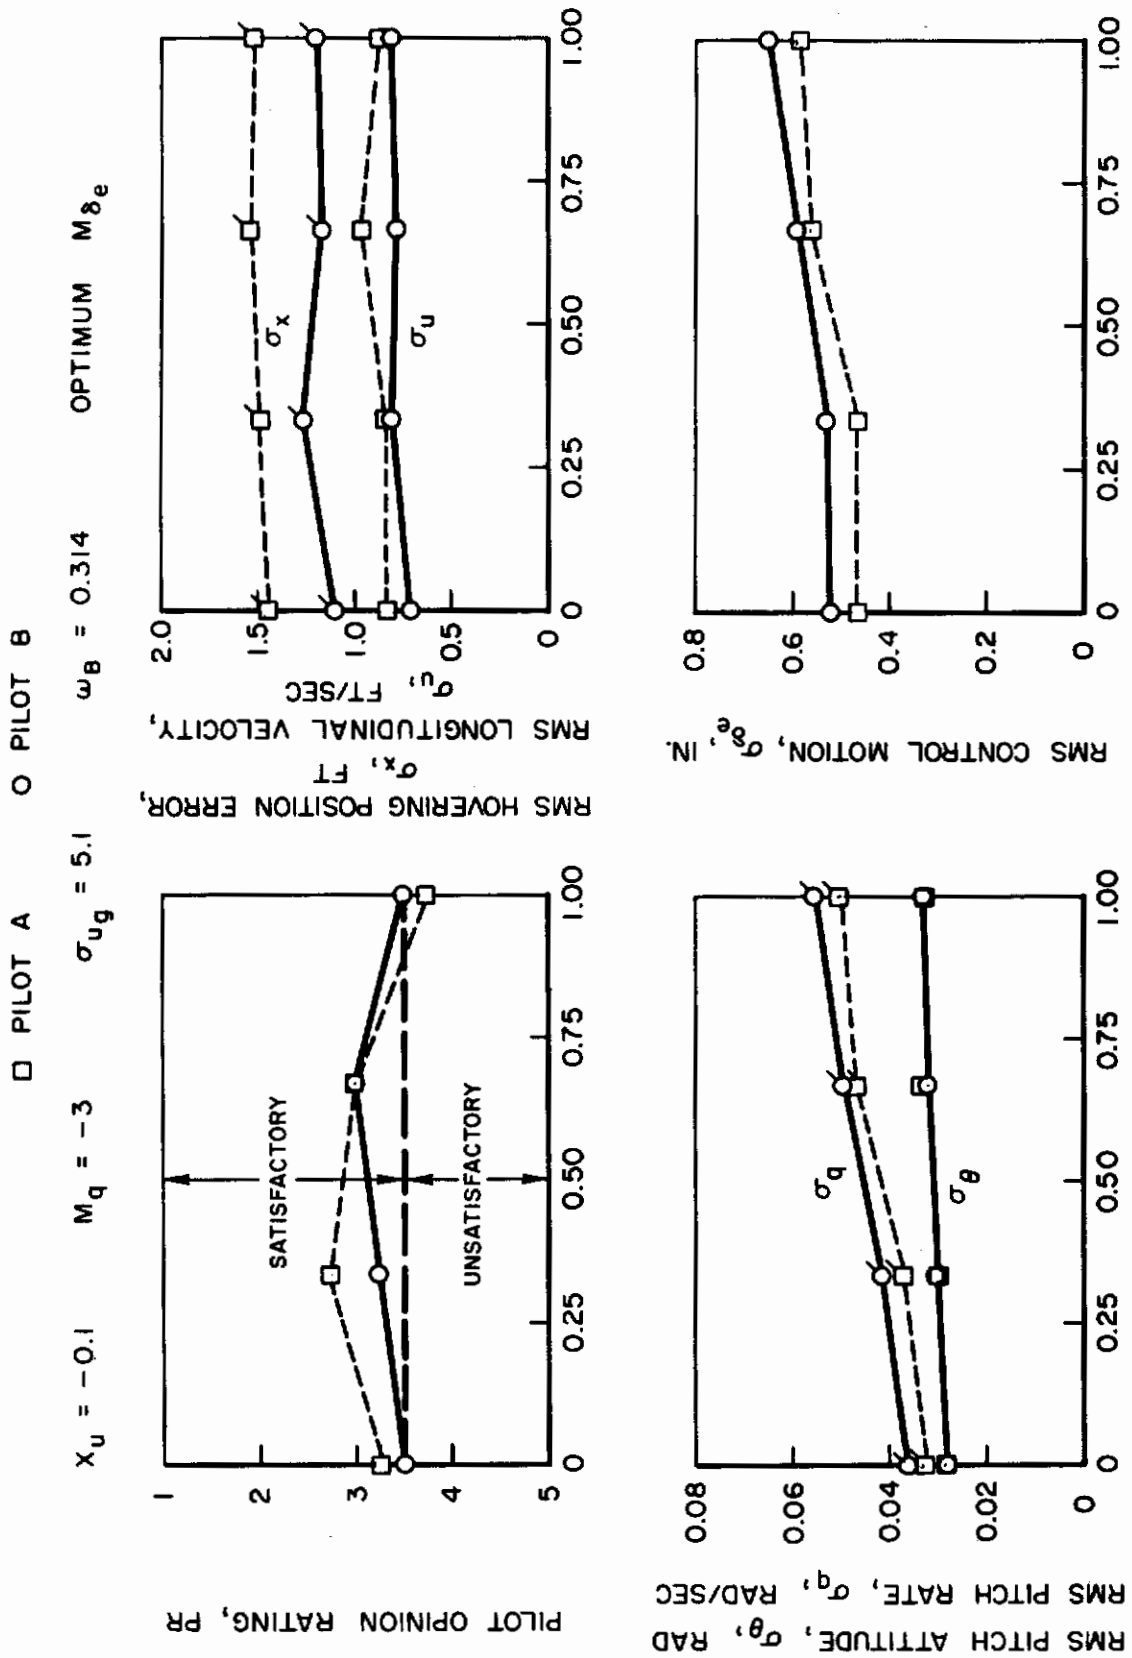 □ PILOT A ○ PILOT B
X_u = −0.1 M_q = −3 σ_{u_g} = 5.1 ω_B = 0.314 OPTIMUM M_{δ_e}
PILOT OPINION RATING, PR
1
2
3
4
5
SATISFACTORY
UNSATISFACTORY
0 0.25 0.50 0.75 1.00
RMS HOVERING POSITION ERROR,
σ_x, FT
RMS LONGITUDINAL VELOCITY,
σ_u, FT/SEC
2.0
1.5
1.0
0.5
0
σ_x
σ_u
0 0.25 0.50 0.75 1.00
RMS PITCH ATTITUDE, σ_θ, RAD
RMS PITCH RATE, σ_q, RAD/SEC
0.08
0.06
0.04
0.02
0
σ_q
σ_θ
0 0.25 0.50 0.75 1.00
RMS CONTROL MOTION, σ_{δ_e}, IN.
0.8
0.6
0.4
0.2
0
0 0.25 0.50 0.75 1.00